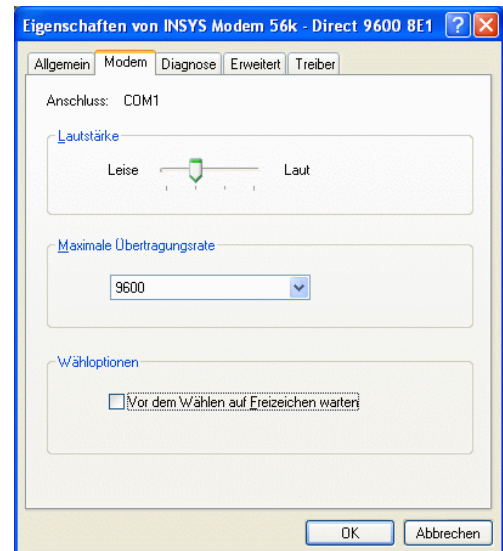 Eigenschaften von INSYS Modem 56k - Direct 9600 8E1
Allgemein Modem Diagnose Erweitert Treiber
Anschluss: COM1
Lautstärke
Leise Laut
Maximale Übertragungsrate
9600
Wähloptionen
Vor dem Wählen auf Freizeichen warten
OK Abbrechen